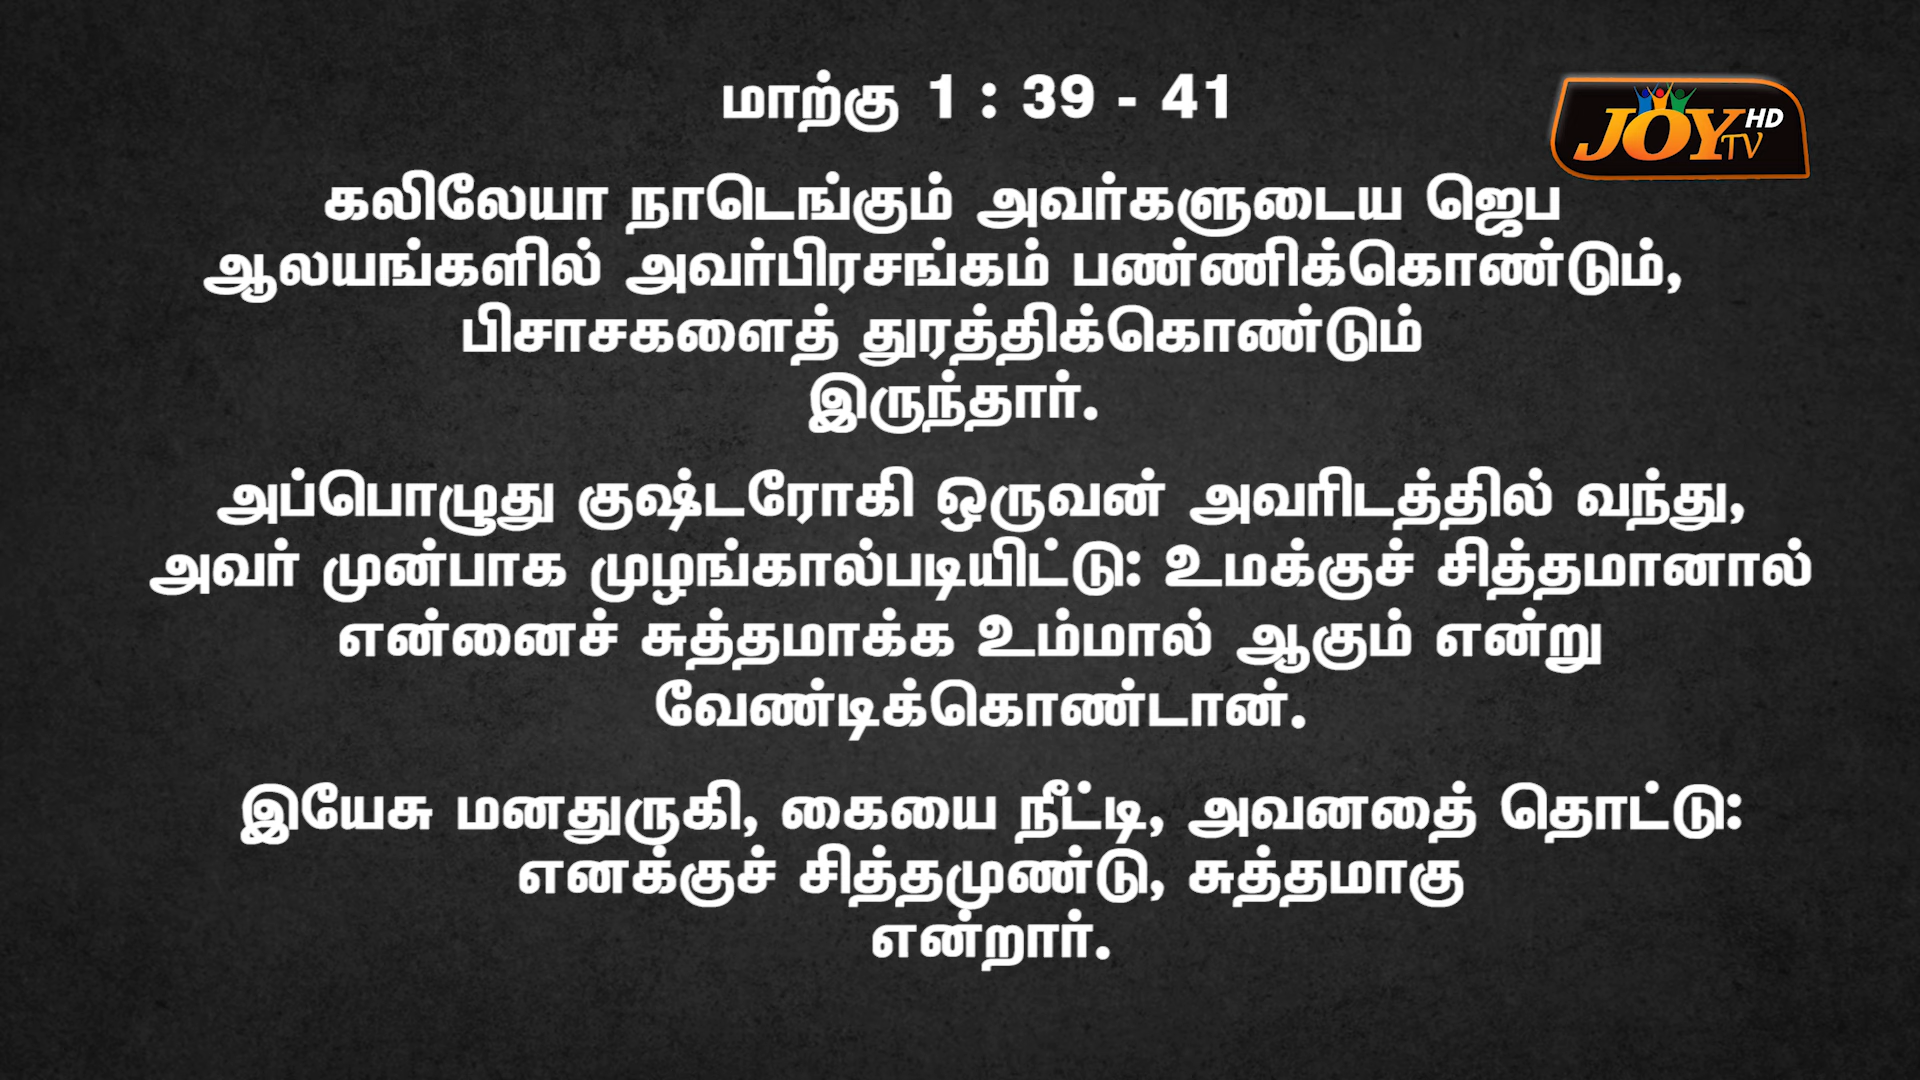 மாற்கு 1 : 39 - 41
JOY TV HD
கலிலேயா நாடெங்கும் அவர்களுடைய ஜெப
ஆலயங்களில் அவர்பிரசங்கம் பண்ணிக்கொண்டும்,
பிசாசகளைத் துரத்திக்கொண்டும்
இருந்தார்.
அப்பொழுது குஷ்டரோகி ஒருவன் அவரிடத்தில் வந்து,
அவர் முன்பாக முழங்கால்படியிட்டு: உமக்குச் சித்தமானால்
என்னைச் சுத்தமாக்க உம்மால் ஆகும் என்று
வேண்டிக்கொண்டான்.
இயேசு மனதுருகி, கையை நீட்டி, அவனதைத் தொட்டு:
எனக்குச் சித்தமுண்டு, சுத்தமாகு
என்றார்.